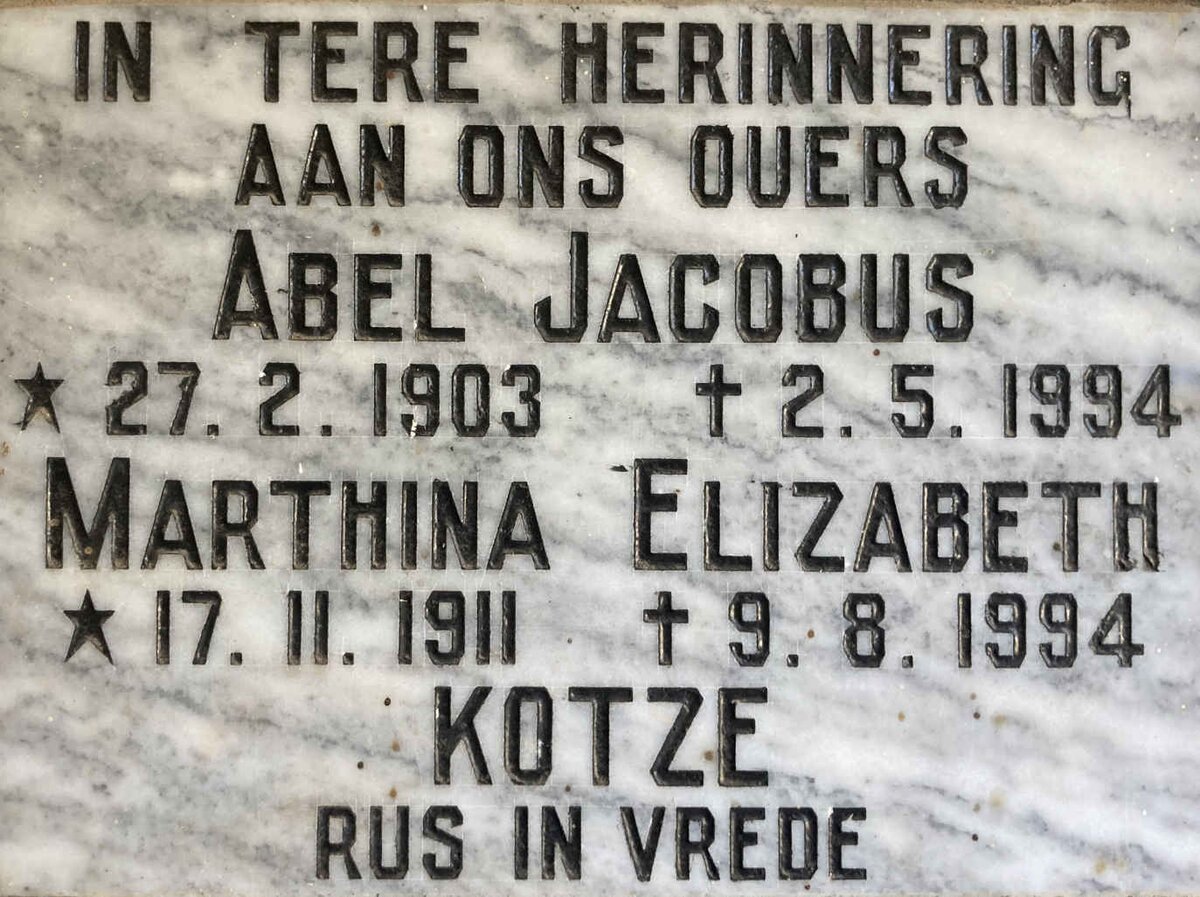 IN TERE HERINNERING
AAN ONS OUERS
ABEL JACOBUS
★ 27. 2. 1903 † 2. 5. 1994
MARTHINA ELIZABETH
★ 17. 11. 1911 † 9. 8. 1994
KOTZE
RUS IN VREDE